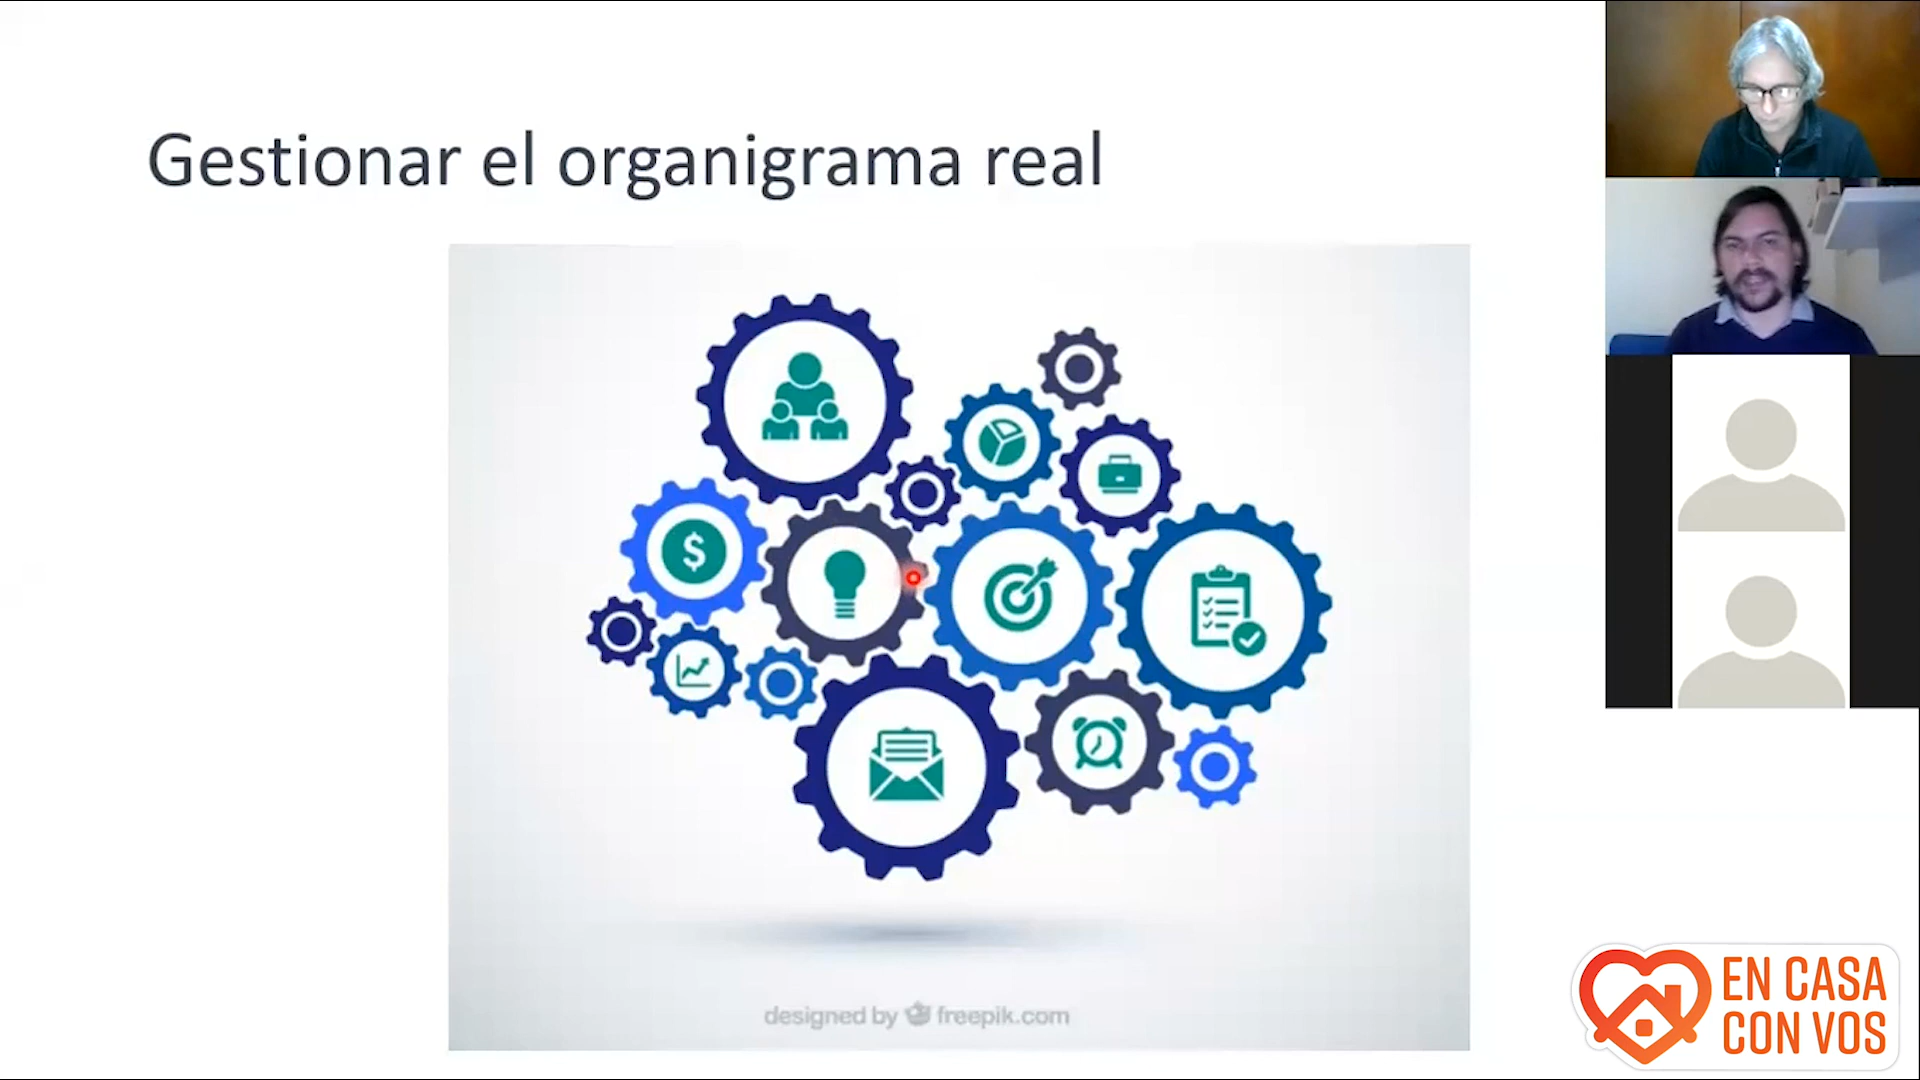 Gestionar el organigrama real
$
designed by freepik.com
EN CASA
CON VOS